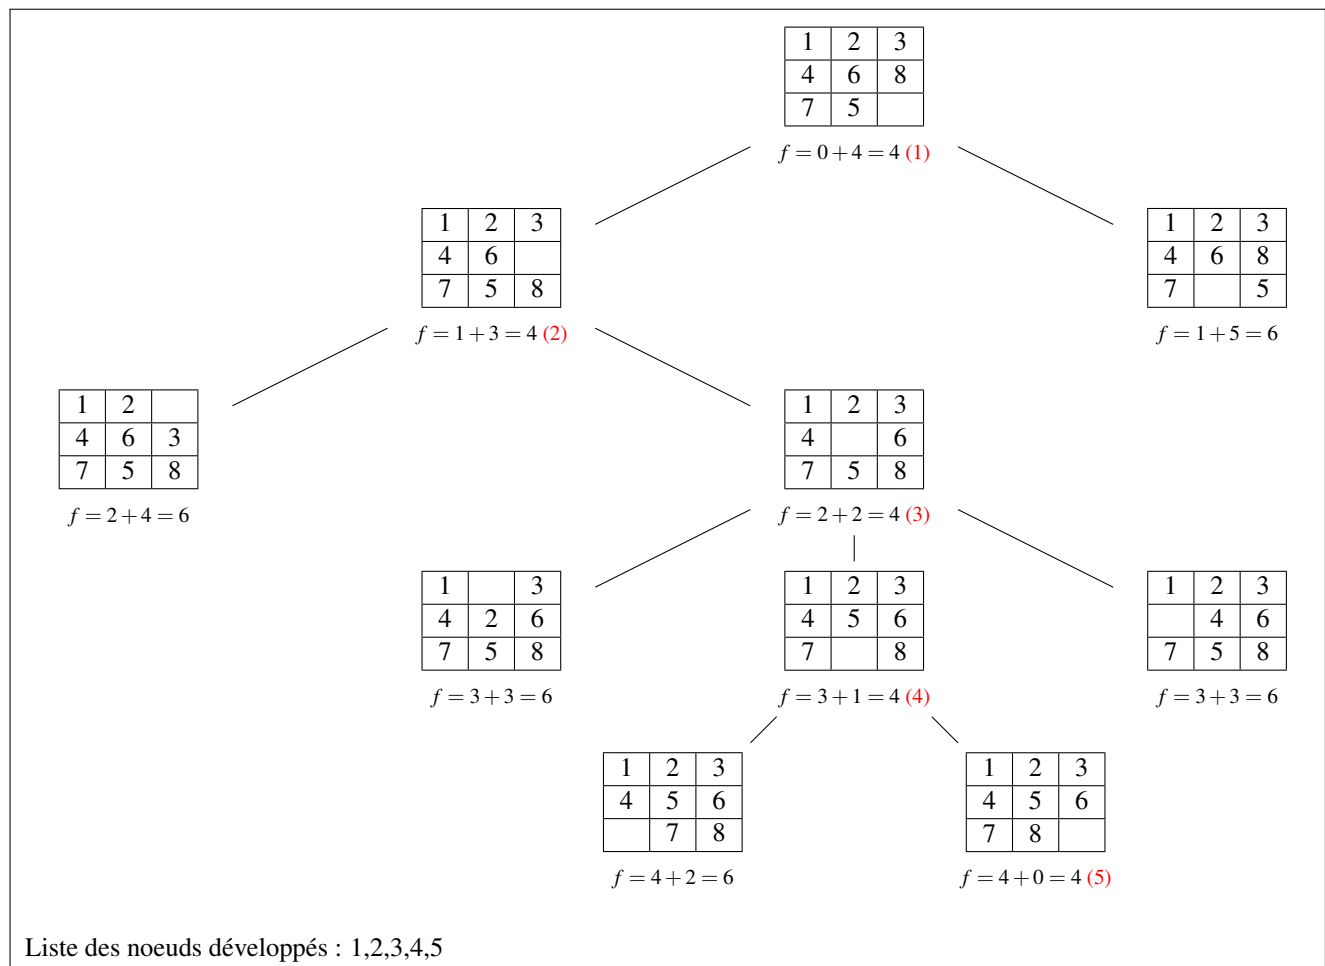 1 2 3
4 6 8
7 5
f = 0 + 4 = 4 (1)
1 2 3
4 6
7 5 8
f = 1 + 3 = 4 (2)
1 2 3
4 6 8
7 5
f = 1 + 5 = 6
1 2
4 6 3
7 5 8
f = 2 + 4 = 6
1 2 3
4 6
7 5 8
f = 2 + 2 = 4 (3)
1 3
4 2 6
7 5 8
f = 3 + 3 = 6
1 2 3
4 5 6
7 8
f = 3 + 1 = 4 (4)
1 2 3
4 6
7 5 8
f = 3 + 3 = 6
1 2 3
4 5 6
7 8
f = 4 + 2 = 6
1 2 3
4 5 6
7 8
f = 4 + 0 = 4 (5)
Liste des noeuds développés : 1,2,3,4,5